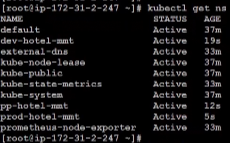 [root@ip-172-31-2-247 ~]# kubectl get ns
NAME STATUS AGE
default Active 37m
dev-hotel-mmt Active 19s
external-dns Active 33m
kube-node-lease Active 37m
kube-public Active 37m
kube-state-metrics Active 33m
kube-system Active 37m
pp-hotel-mmt Active 12s
prod-hotel-mmt Active 5s
prometheus-node-exporter Active 33m
[root@ip-172-31-2-247 ~]#